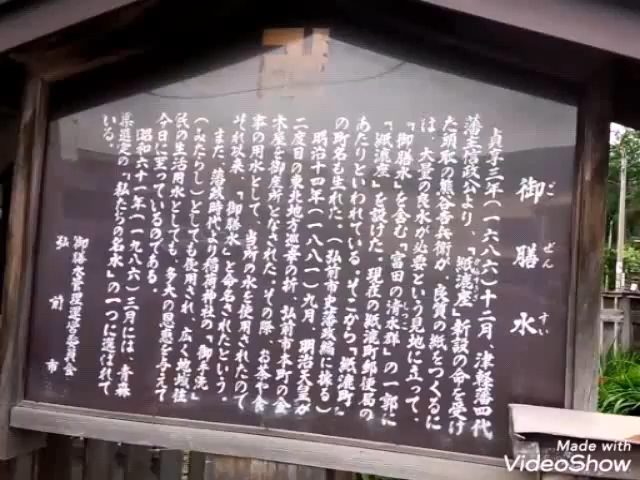 御膳水
ごぜんすい
貞享三年(一六八六)十二月、津軽藩四代
藩主信政公より、「紙漉座」新設の命を受け
た頭取の熊谷吉兵衛が、良質の紙をつくるに
は、大量の良水が必要という見地に立って、
「御膳水」を含む「富田の清水群」の一郭に
「紙漉座」を設けた。現在の紙漉町郵便局の
あたりといわれている。そこから「紙漉町」
の町名も生れた。(弘前市史藩政編に拠る)
明治十四年(一八八一)九月、明治天皇が
二度目の東北地方巡幸の折、弘前市本町の金
木屋を御座所となされた。その際、お茶や食
事の用水として、当所の水を使用されたので
それ以来、「御膳水」と命名されたという。
また、藩政時代より稲荷神社の「御手洗」
(みたらし)としても使用され、広く地域住
民の生活用水としても、多大の恩恵を与えて
今日に至っているのである。
昭和六十一年(一九八六)三月には、青森
県選定の「私たちの名水」の一つに選ばれて
いる。
御膳水管理運営委員会
弘前市
Made with
VideoShow